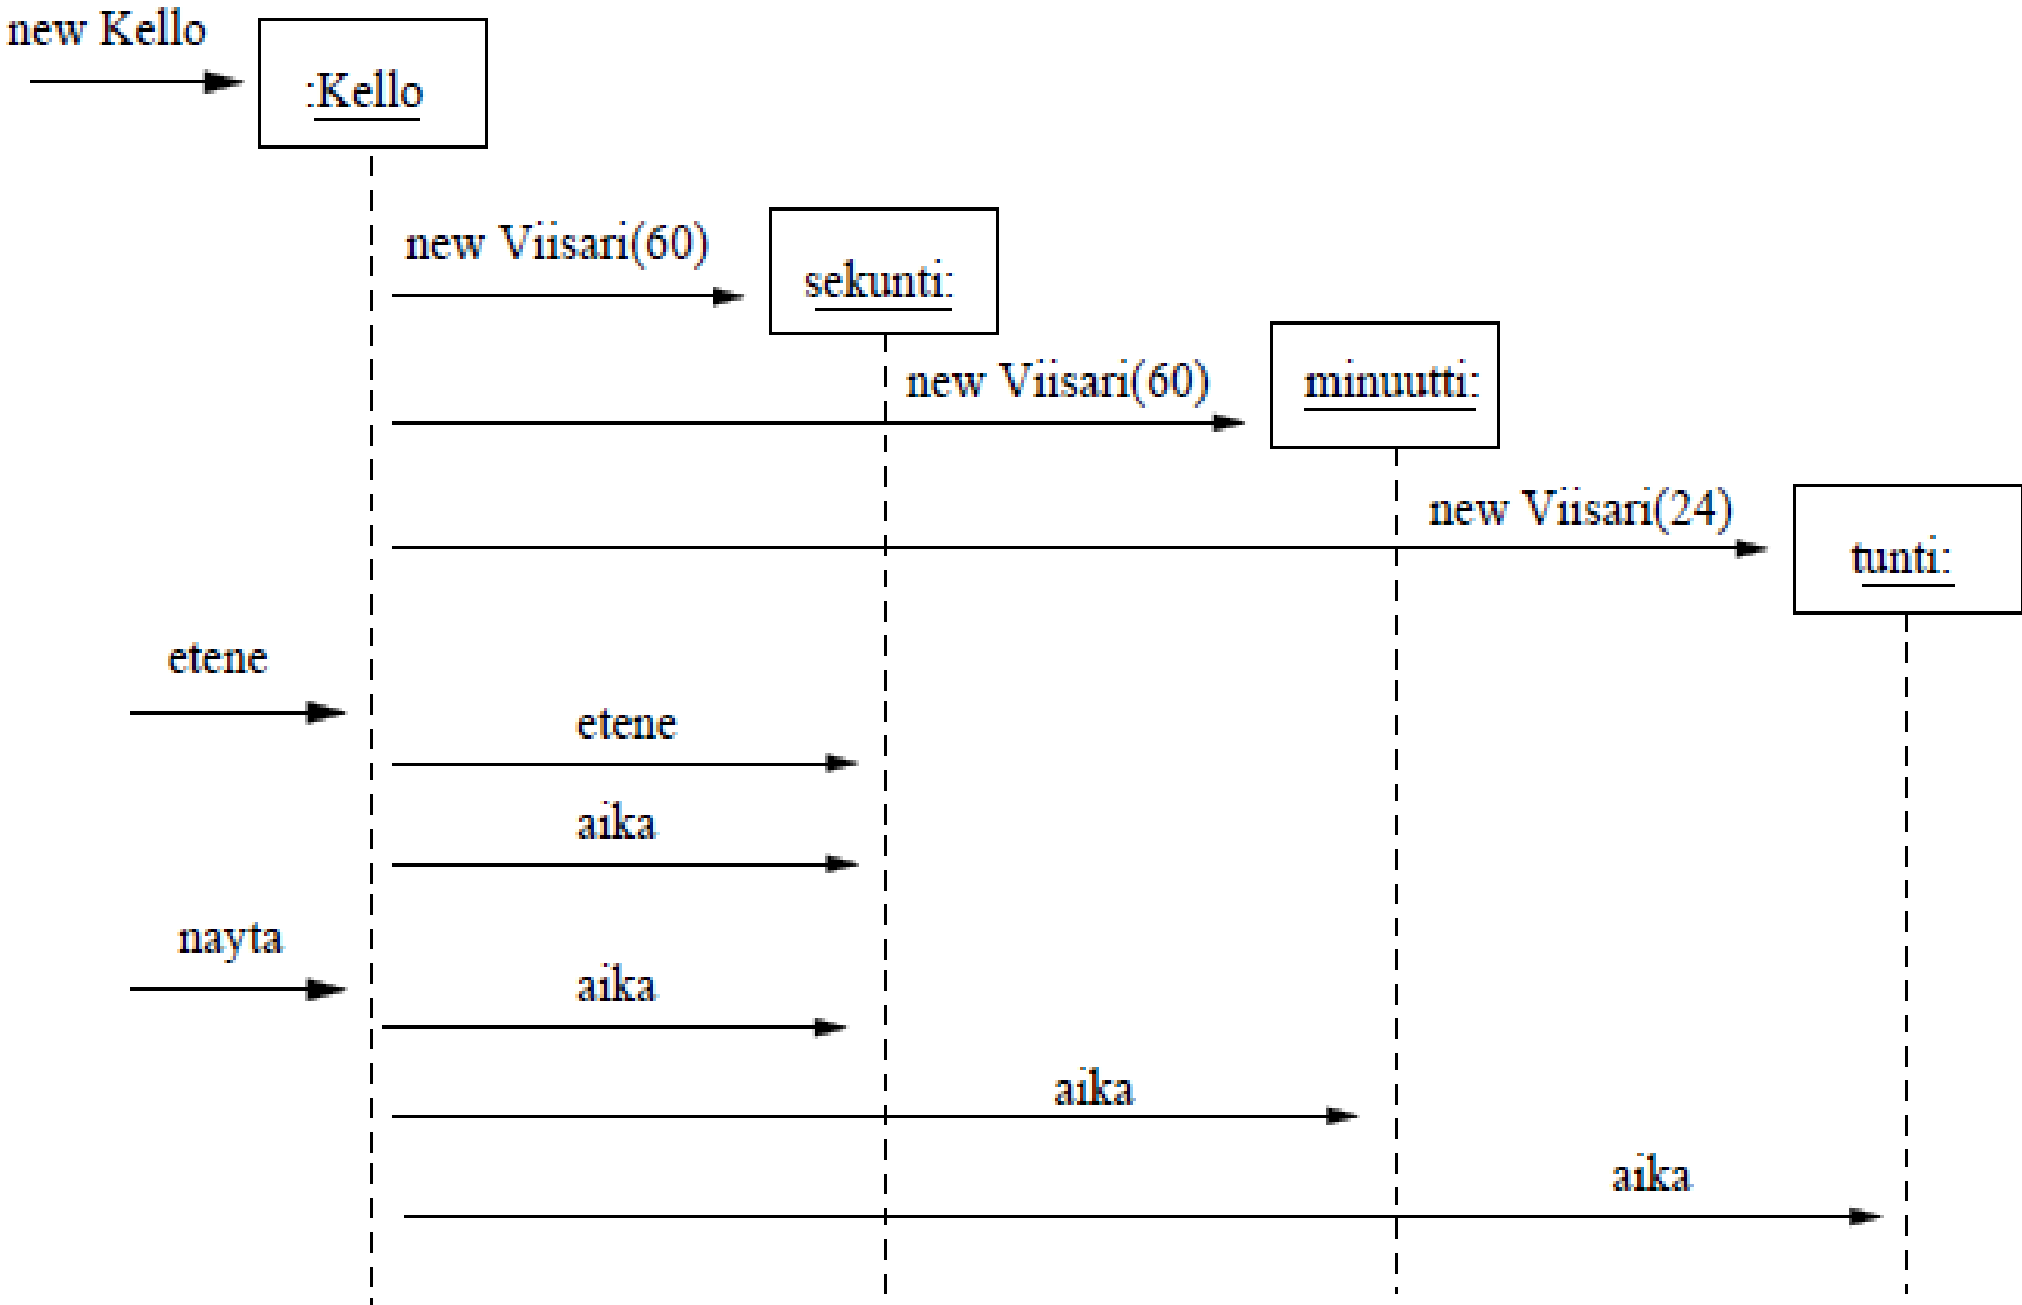 new Kello
:Kello
new Viisari(60)
sekunti:
new Viisari(60)
minuutti:
new Viisari(24)
tunti:
etene
etene
aika
nayta
aika
aika
aika